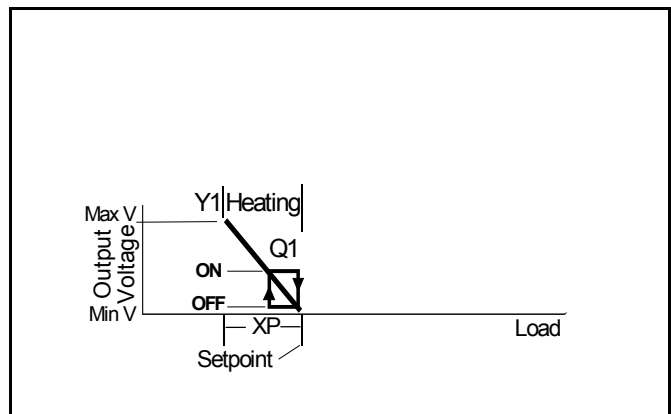 Y1 Heating
Max V
Output
Voltage
Q1
ON
OFF
Min V
XP
Load
Setpoint